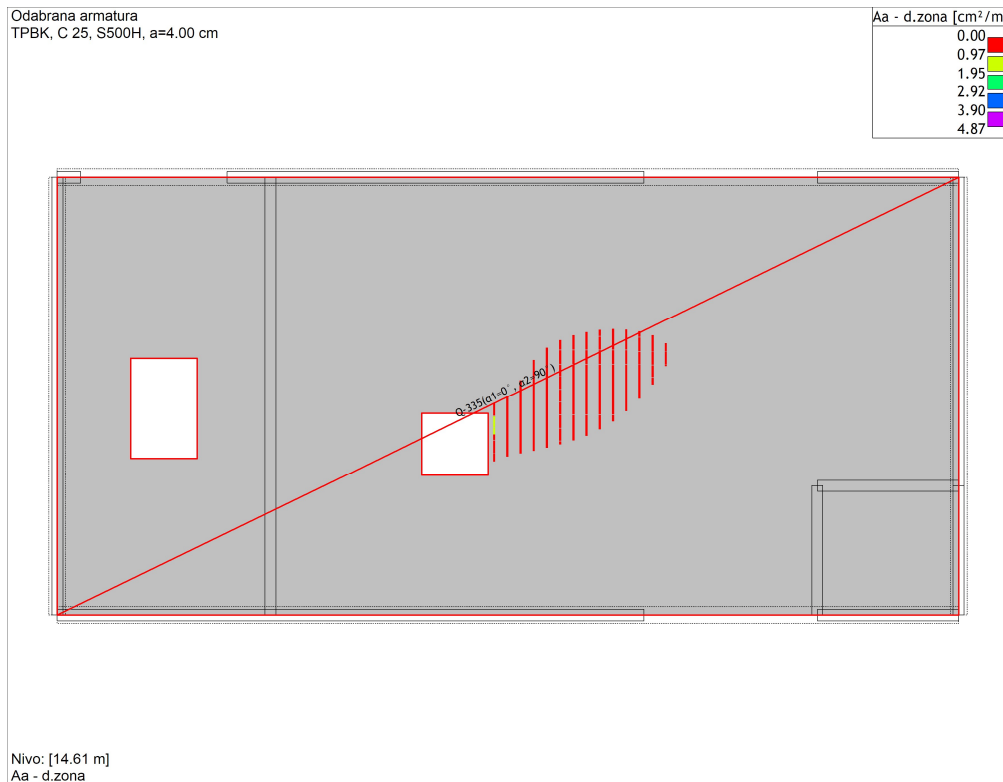 Odabrana armatura
TPBK, C 25, S500H, a=4.00 cm
Aa - d.zona [cm²/m
0.00
0.97
1.95
2.92
3.90
4.87
Q-335(α1=0°, α2=90°)
Nivo: [14.61 m]
Aa - d.zona